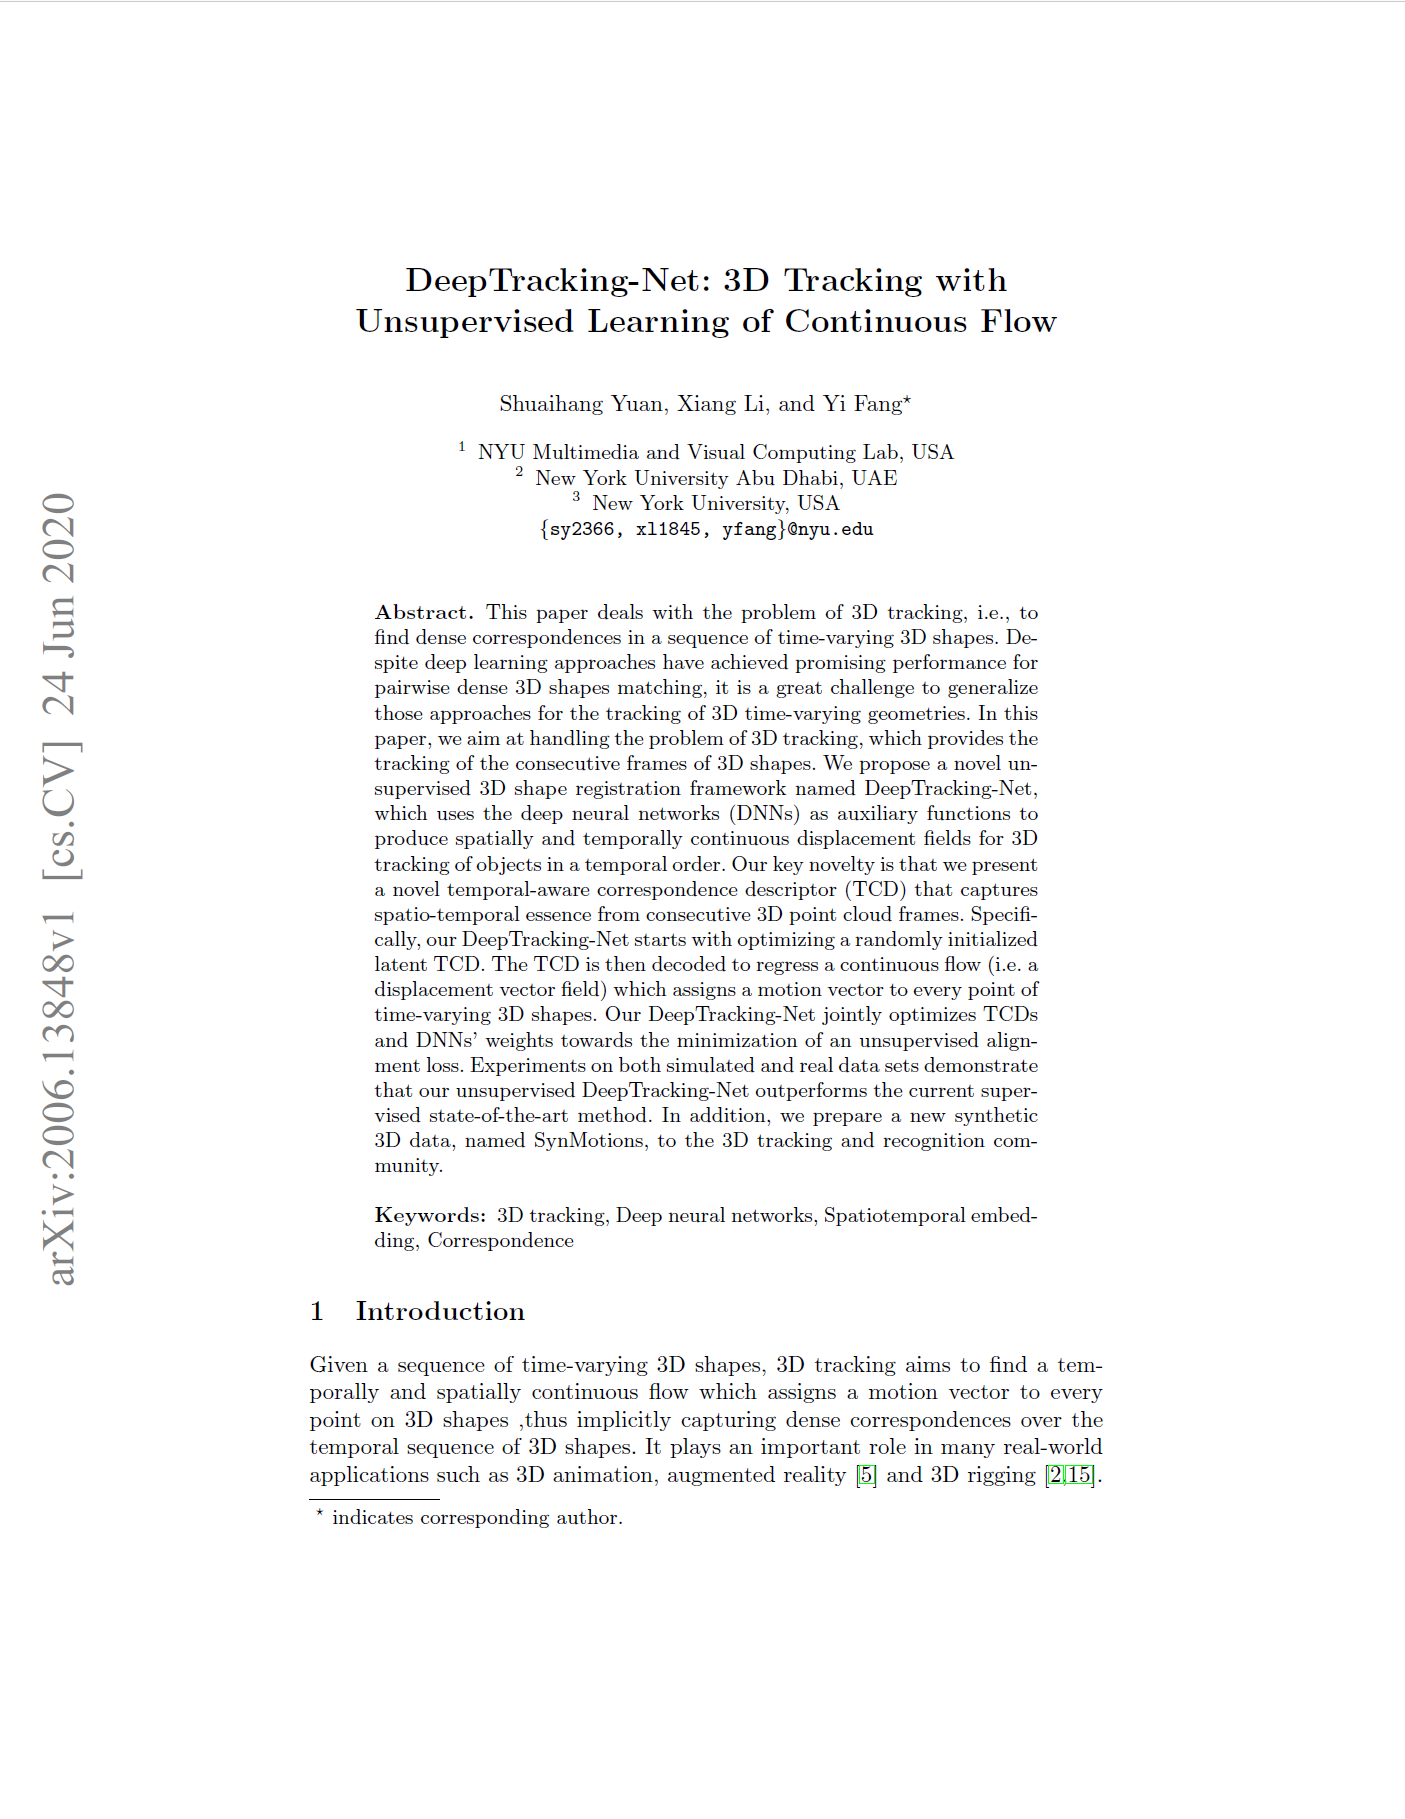 DeepTracking-Net: 3D Tracking with
Unsupervised Learning of Continuous Flow
Shuaihang Yuan, Xiang Li, and Yi Fang⋆
1 NYU Multimedia and Visual Computing Lab, USA
2 New York University Abu Dhabi, UAE
3 New York University, USA
{sy2366, xl1845, yfang}@nyu.edu
arXiv:2006.13848v1 [cs.CV] 24 Jun 2020
Abstract. This paper deals with the problem of 3D tracking, i.e., to
find dense correspondences in a sequence of time-varying 3D shapes. De-
spite deep learning approaches have achieved promising performance for
pairwise dense 3D shapes matching, it is a great challenge to generalize
those approaches for the tracking of 3D time-varying geometries. In this
paper, we aim at handling the problem of 3D tracking, which provides the
tracking of the consecutive frames of 3D shapes. We propose a novel un-
supervised 3D shape registration framework named DeepTracking-Net,
which uses the deep neural networks (DNNs) as auxiliary functions to
produce spatially and temporally continuous displacement fields for 3D
tracking of objects in a temporal order. Our key novelty is that we present
a novel temporal-aware correspondence descriptor (TCD) that captures
spatio-temporal essence from consecutive 3D point cloud frames. Specifi-
cally, our DeepTracking-Net starts with optimizing a randomly initialized
latent TCD. The TCD is then decoded to regress a continuous flow (i.e. a
displacement vector field) which assigns a motion vector to every point of
time-varying 3D shapes. Our DeepTracking-Net jointly optimizes TCDs
and DNNs' weights towards the minimization of an unsupervised align-
ment loss. Experiments on both simulated and real data sets demonstrate
that our unsupervised DeepTracking-Net outperforms the current super-
vised state-of-the-art method. In addition, we prepare a new synthetic
3D data, named SynMotions, to the 3D tracking and recognition com-
munity.
Keywords: 3D tracking, Deep neural networks, Spatiotemporal embed-
ding, Correspondence
1 Introduction
Given a sequence of time-varying 3D shapes, 3D tracking aims to find a tem-
porally and spatially continuous flow which assigns a motion vector to every
point on 3D shapes ,thus implicitly capturing dense correspondences over the
temporal sequence of 3D shapes. It plays an important role in many real-world
applications such as 3D animation, augmented reality [5] and 3D rigging [2,15].
⋆ indicates corresponding author.